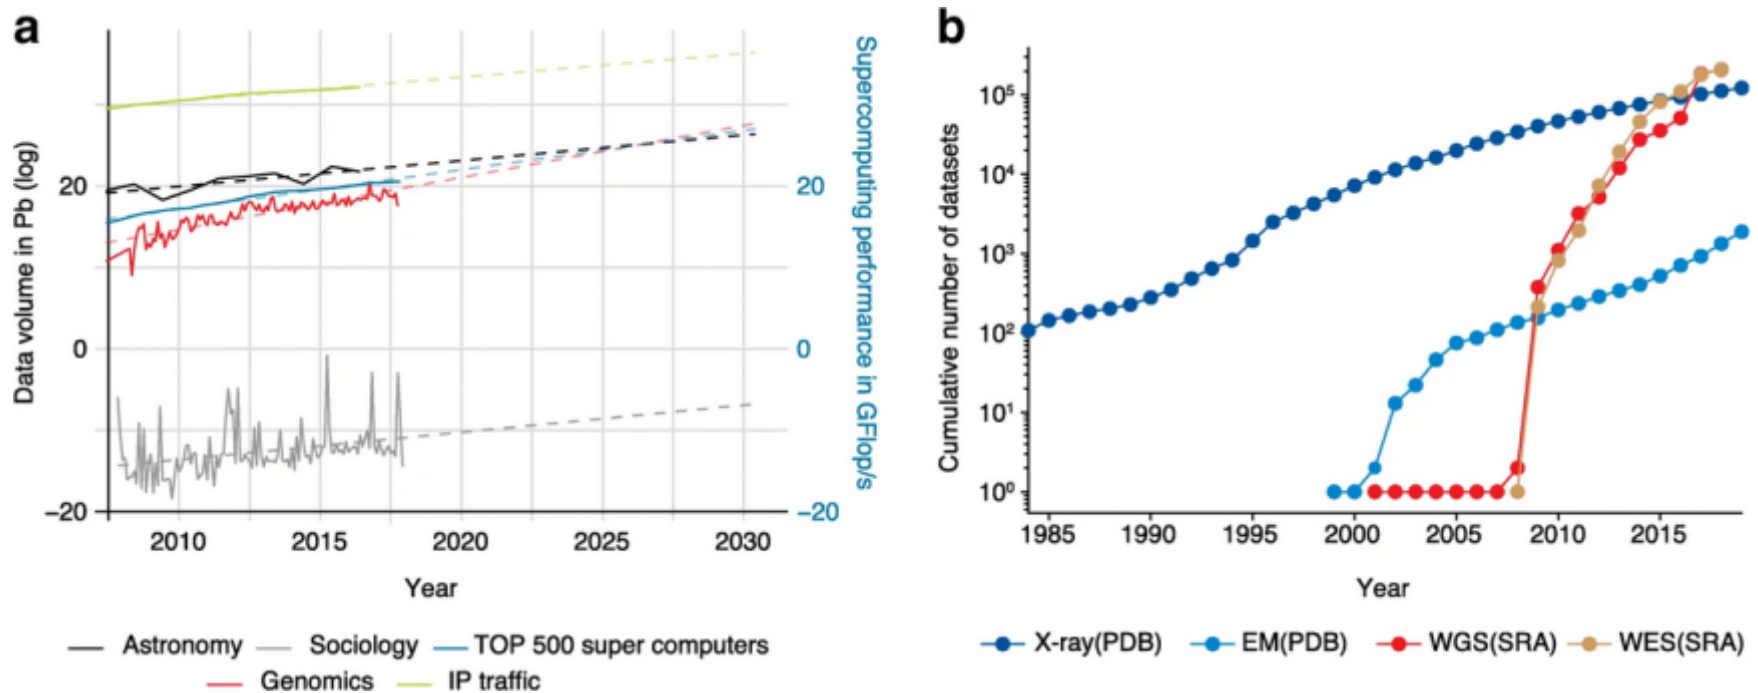 a
Data volume in Pb (log)
20
0
−20
20
0
−20
Supercomputing performance in GFlop/s
2010 2015 2020 2025 2030
Year
Astronomy Sociology TOP 500 super computers
Genomics IP traffic
b
Cumulative number of datasets
10⁵
10⁴
10³
10²
10¹
10⁰
1985 1990 1995 2000 2005 2010 2015
Year
X-ray(PDB) EM(PDB) WGS(SRA) WES(SRA)